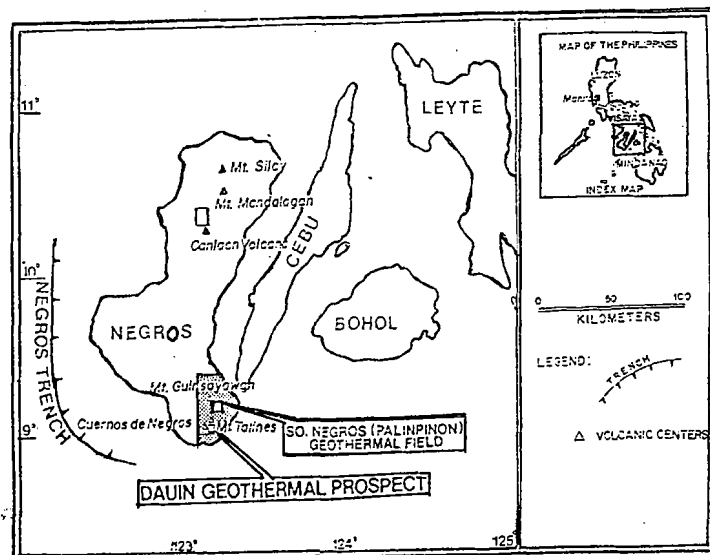 11°
LEYTE
Mt. Silay
Mt. Mandalagan
Canlaon Volcano
CEBU
10°
NEGROS TRENCH
NEGROS
BOHOL
Mt. Guinsayawan
Cuernos de Negros
Mt Talines
9°
SO. NEGROS (PALINPINON)
GEOTHERMAL FIELD
DAUIN GEOTHERMAL PROSPECT
123°
124°
125°
MAP OF THE PHILIPPINES
LUZON
Manila
VISAYAS
MINDANAO
INDEX MAP
0 50 100
KILOMETERS
LEGEND:
TRENCH
VOLCANIC CENTERS